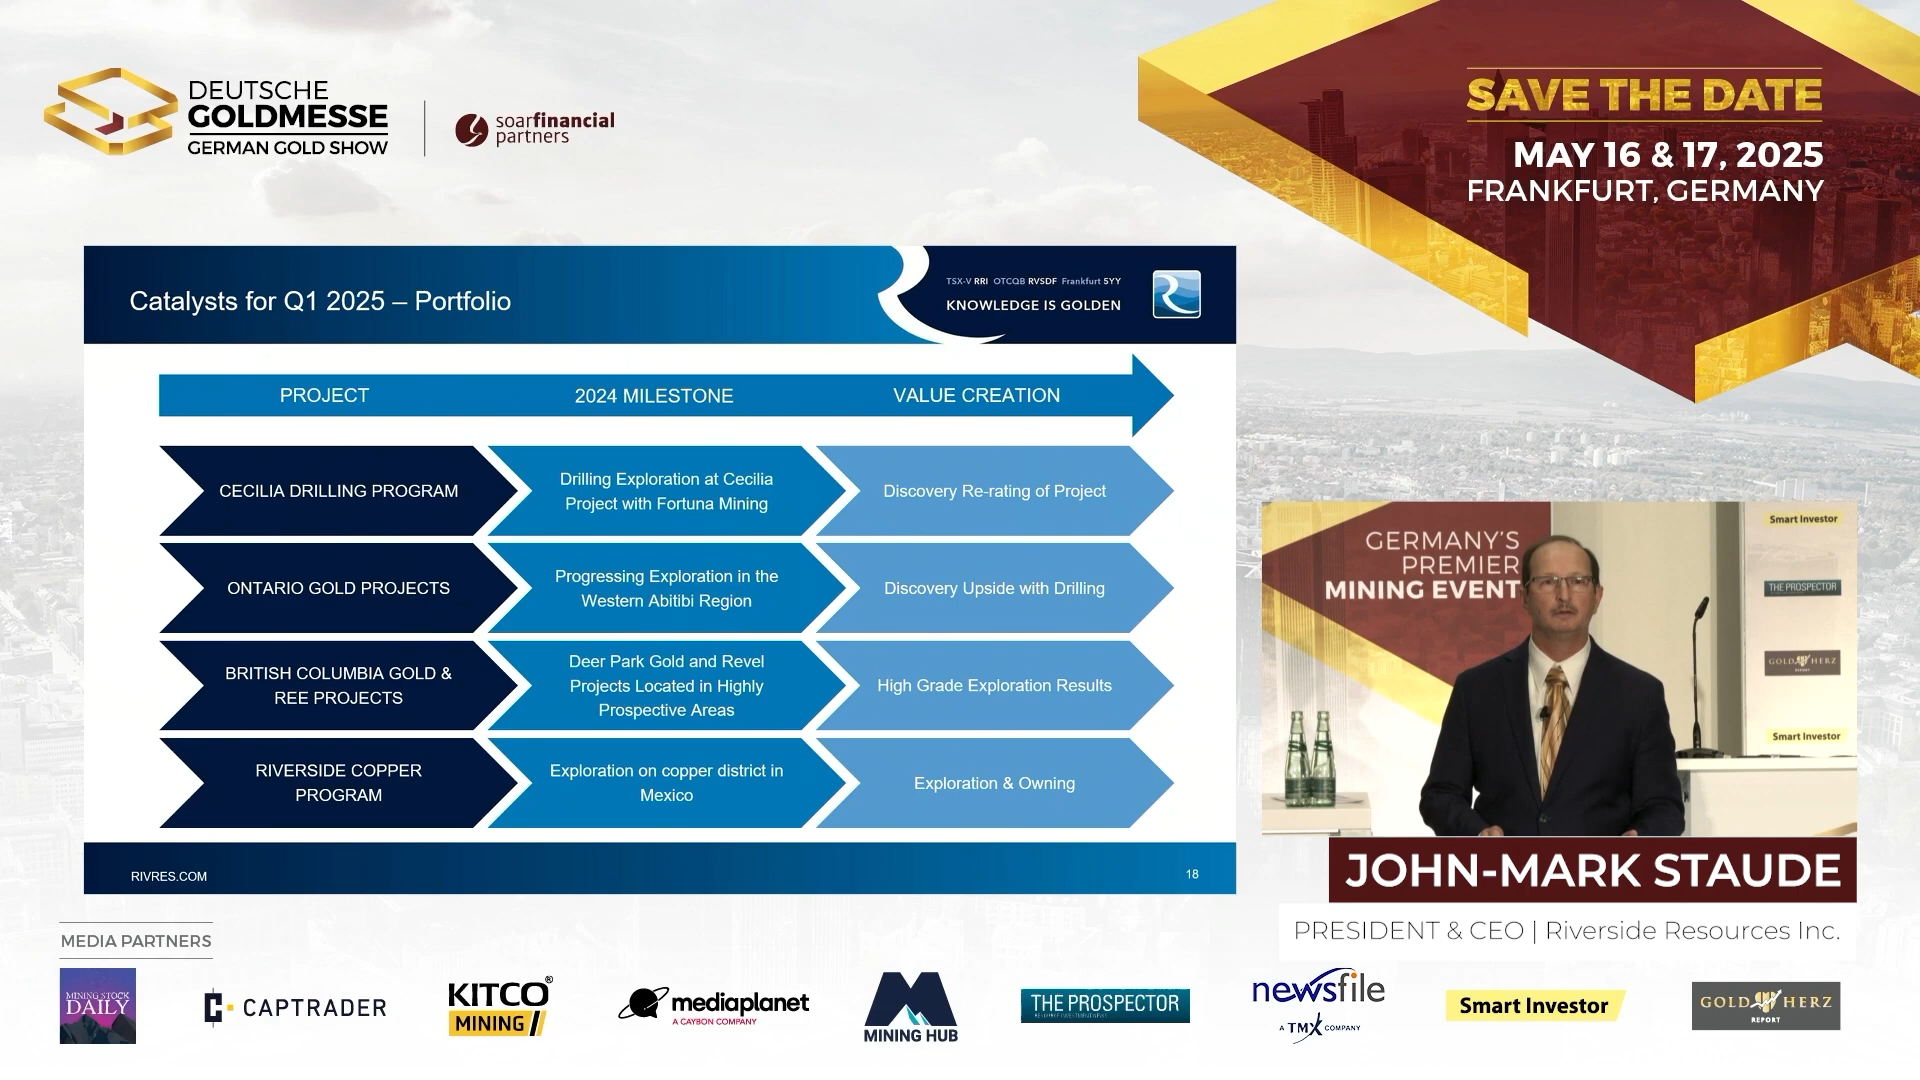 DEUTSCHE
GOLDMESSE
GERMAN GOLD SHOW
soarfinancial
partners
SAVE THE DATE
MAY 16 & 17, 2025
FRANKFURT, GERMANY
Catalysts for Q1 2025 – Portfolio
TSX-V RRI OTCQB RVSDF Frankfurt 5YY
KNOWLEDGE IS GOLDEN
PROJECT
2024 MILESTONE
VALUE CREATION
CECILIA DRILLING PROGRAM
Drilling Exploration at Cecilia
Project with Fortuna Mining
Discovery Re-rating of Project
ONTARIO GOLD PROJECTS
Progressing Exploration in the
Western Abitibi Region
Discovery Upside with Drilling
BRITISH COLUMBIA GOLD &
REE PROJECTS
Deer Park Gold and Revel
Projects Located in Highly
Prospective Areas
High Grade Exploration Results
RIVERSIDE COPPER
PROGRAM
Exploration on copper district in
Mexico
Exploration & Owning
RIVRES.COM
18
GERMANY'S
PREMIER
MINING EVENT
Smart Investor
THE PROSPECTOR
GOLD HERZ
REPORT
Smart Investor
JOHN-MARK STAUDE
PRESIDENT & CEO | Riverside Resources Inc.
MEDIA PARTNERS
MINING STOCK
DAILY
CAPTRADER
KITCO®
MINING
mediaplanet
A CAYBON COMPANY
MINING HUB
THE PROSPECTOR
newsfile
A TMX COMPANY
Smart Investor
GOLD HERZ
REPORT